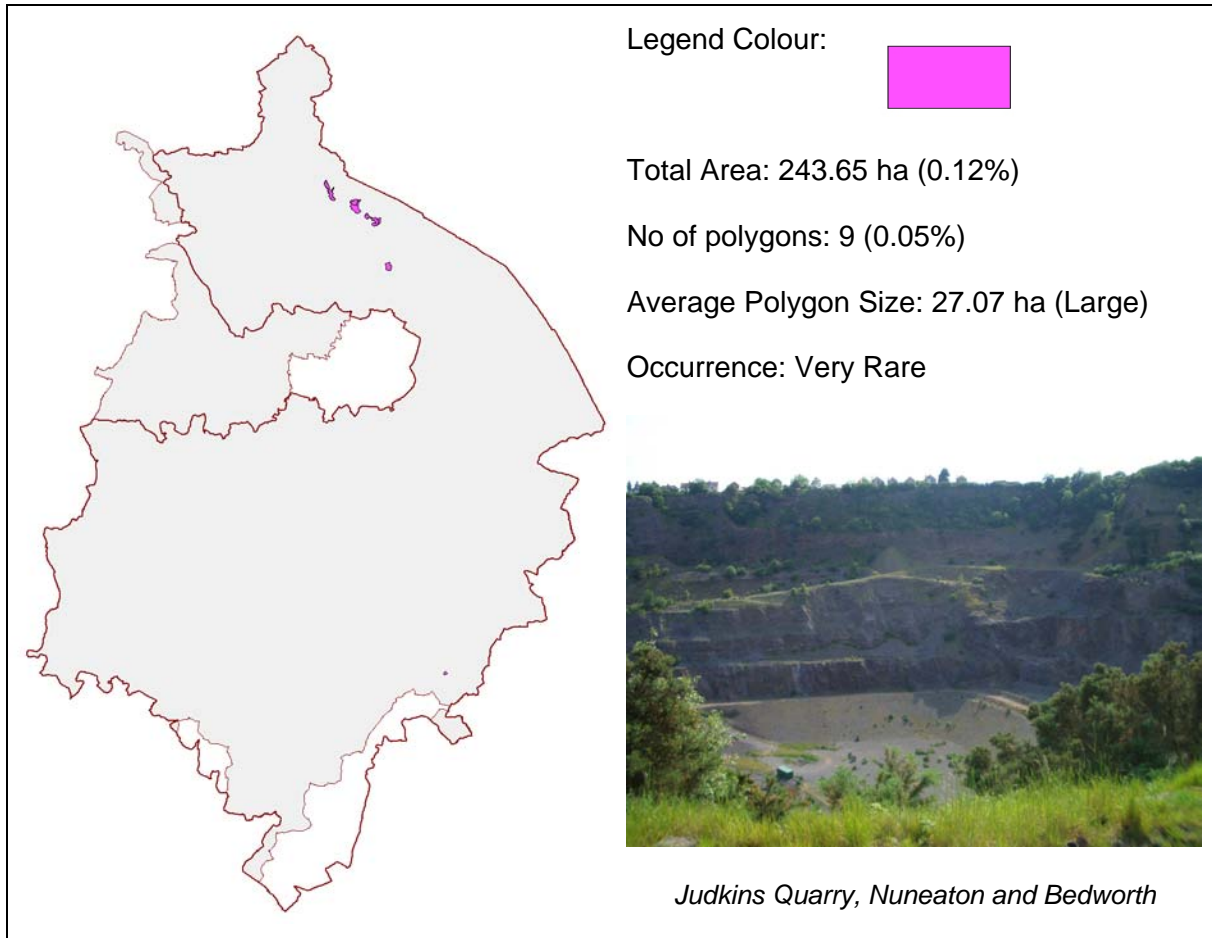 Legend Colour:
Total Area: 243.65 ha (0.12%)
No of polygons: 9 (0.05%)
Average Polygon Size: 27.07 ha (Large)
Occurrence: Very Rare
Judkins Quarry, Nuneaton and Bedworth